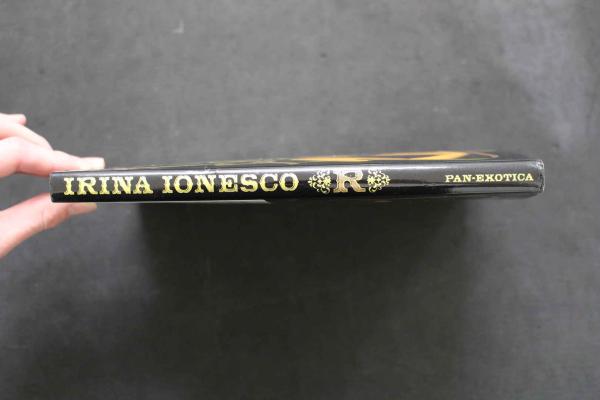 IRINA IONESCO R PAN-EXOTICA